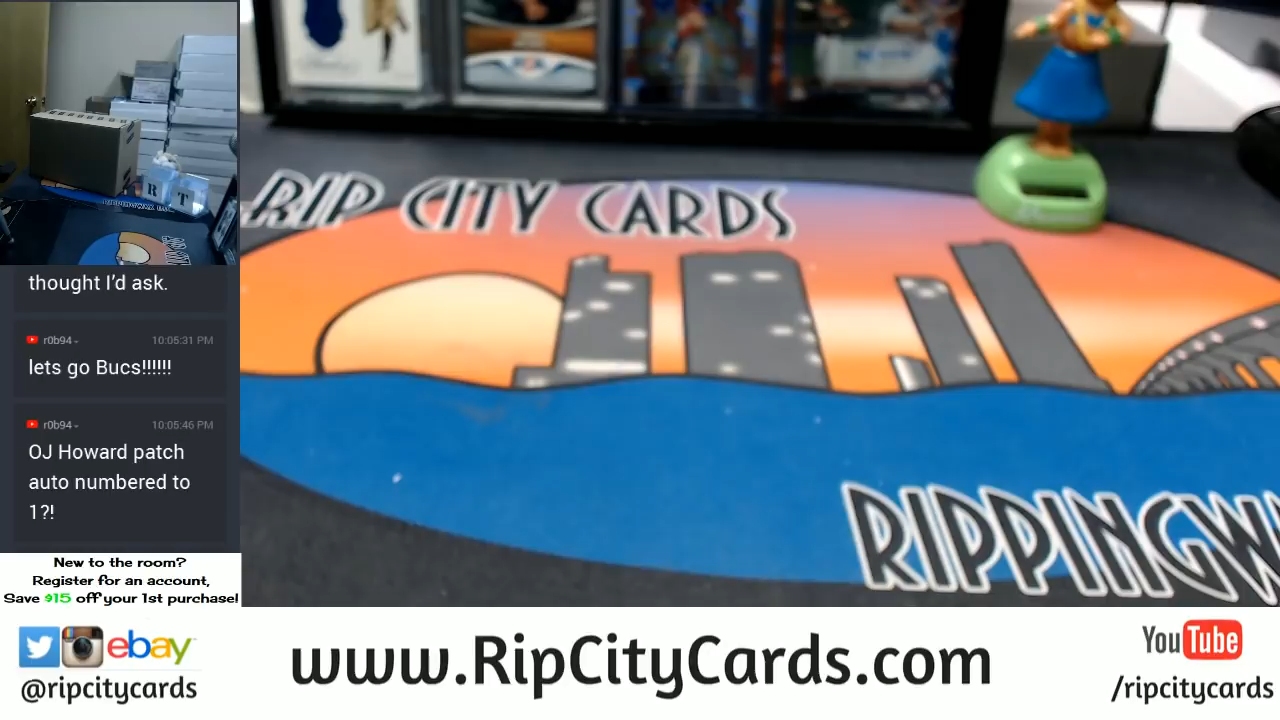 thought I'd ask.
r0b94
10:05:31 PM
lets go Bucs!!!!!!
r0b94
10:05:46 PM
OJ Howard patch
auto numbered to
1?!
New to the room?
Register for an account,
Save $15 off your 1st purchase!
RIP CITY CARDS
R T
ebay
@ripcitycards
www.RipCityCards.com
YouTube
/ripcitycards